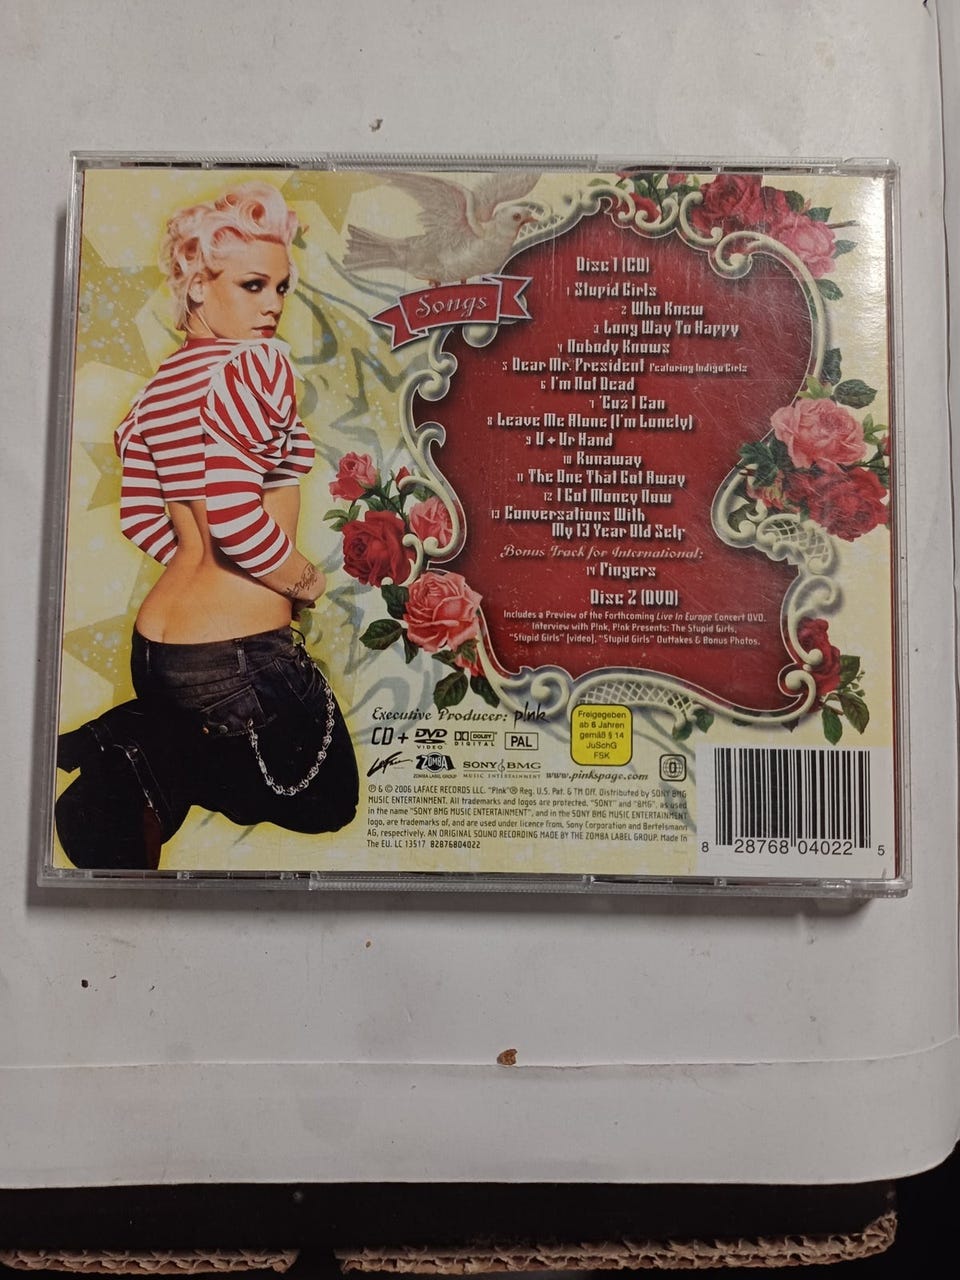 Songs
Disc 1 (CD)
1 Stupid Girls
2 Who Knew
3 Long Way To Happy
4 Nobody Knows
5 Dear Mr. President Featuring Indigo Girls
6 I'm Not Dead
7 'Cuz I Can
8 Leave Me Alone (I'm Lonely)
9 U + Ur Hand
10 Runaway
11 The One That Got Away
12 I Got Money Now
13 Conversations With
My 13 Year Old Self
Bonus Track for International:
14 Fingers
Disc 2 (DVD)
Includes a Preview of the Forthcoming Live in Europe Concert DVD.
Interview with P!nk, P!nk Presents: The Stupid Girls,
"Stupid Girls" (video), "Stupid Girls" Outtakes & Bonus Photos.
Executive Producer: p!nk
CD + DVD VIDEO DOLBY DIGITAL PAL
Freigegeben
ab 6 Jahren
gemäß § 14
JuSchG
FSK
LaFace ZOMBA ZOMBA LABEL GROUP SONY BMG MUSIC ENTERTAINMENT www.pinkspage.com 0
℗ & © 2006 LAFACE RECORDS LLC. "P!nk"® Reg. U.S. Pat. & TM Off. Distributed by SONY BMG
MUSIC ENTERTAINMENT. All trademarks and logos are protected. "SONY" and "BMG", as used
in the name "SONY BMG MUSIC ENTERTAINMENT", and in the SONY BMG MUSIC ENTERTAINMENT
logo, are trademarks of, and are used under licence from, Sony Corporation and Bertelsmann
AG, respectively. AN ORIGINAL SOUND RECORDING MADE BY THE ZOMBA LABEL GROUP. Made In
The EU. LC 13517 82876804022
8 28768 04022 5